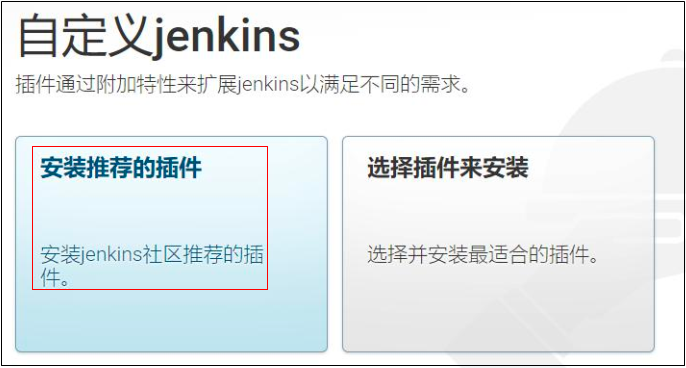 自定义jenkins
插件通过附加特性来扩展jenkins以满足不同的需求。
安装推荐的插件
安装jenkins社区推荐的插
件。
选择插件来安装
选择并安装最适合的插件。